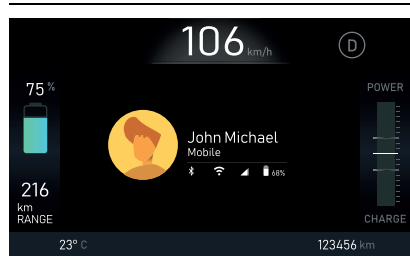 106 km/h
D
75 %
POWER
John Michael
Mobile
68%
216
km
RANGE
CHARGE
23° C
123456 km